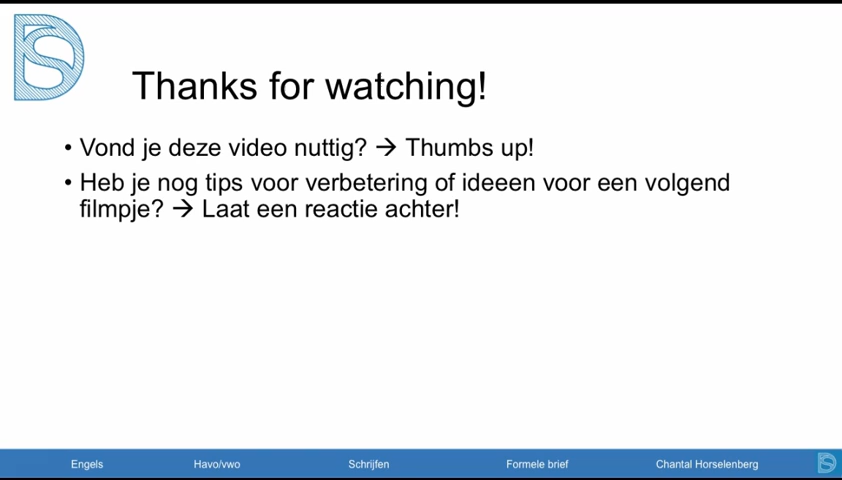 Thanks for watching!
• Vond je deze video nuttig? → Thumbs up!
• Heb je nog tips voor verbetering of ideeen voor een volgend
filmpje? → Laat een reactie achter!
Engels Havo/vwo Schrijfen Formele brief Chantal Horselenberg